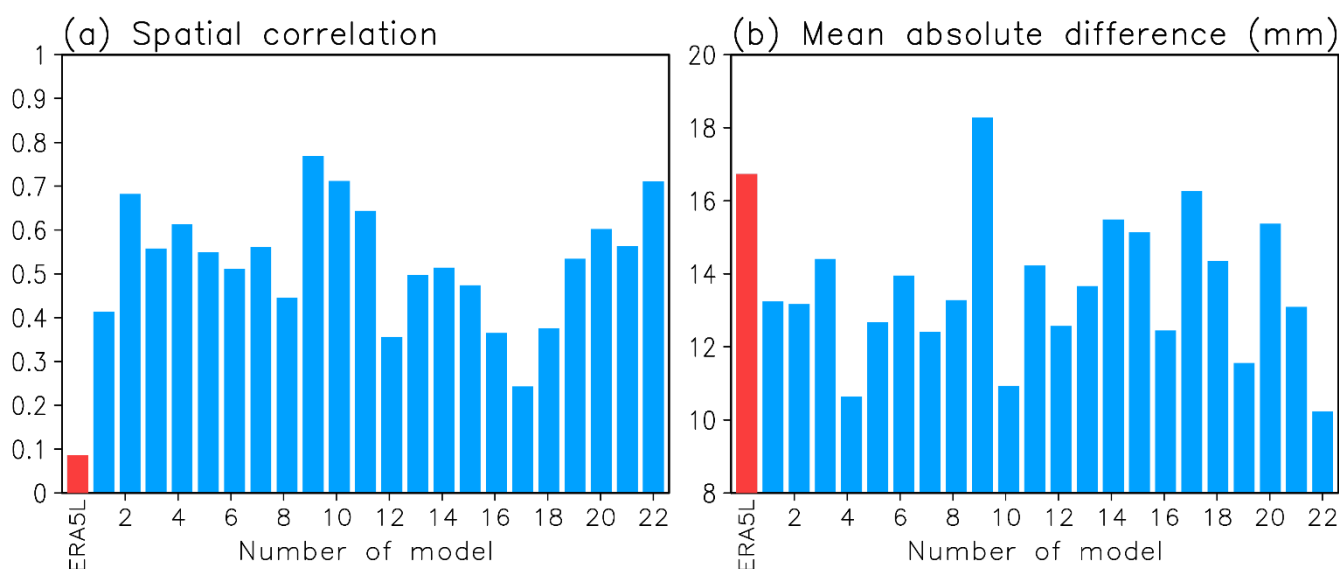 (a) Spatial correlation
1
0.9
0.8
0.7
0.6
0.5
0.4
0.3
0.2
0.1
0
ERA5L
2 4 6 8 10 12 14 16 18 20 22
Number of model
(b) Mean absolute difference (mm)
20
18
16
14
12
10
8
ERA5L
2 4 6 8 10 12 14 16 18 20 22
Number of model